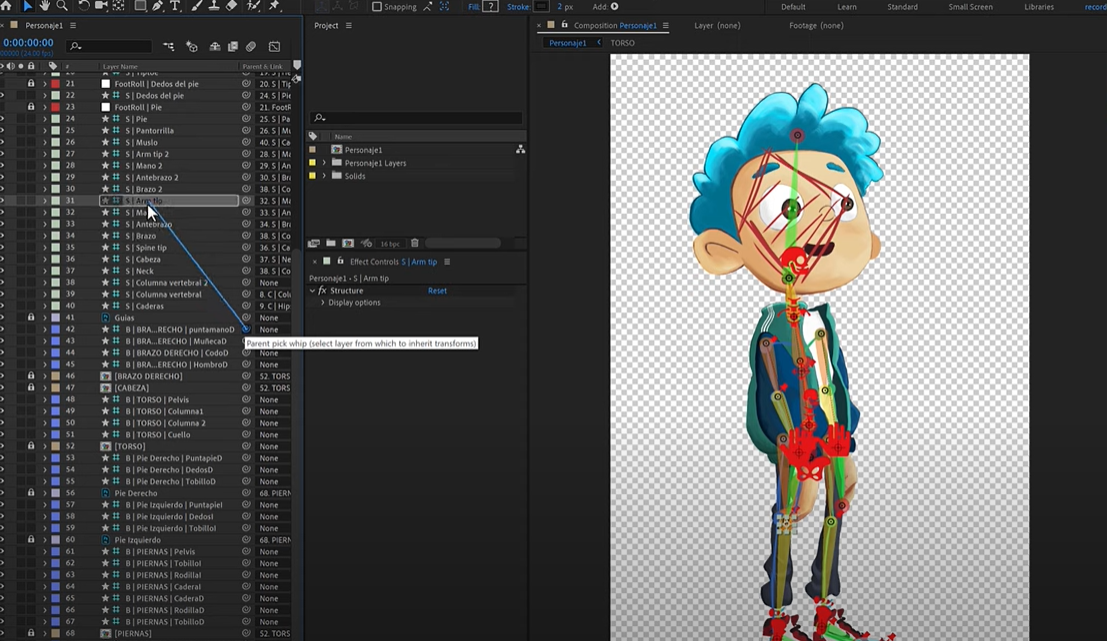 Snapping
Fill: ?
Stroke:
2 px
Add:
Default
Learn
Standard
Small Screen
Libraries
record
Personaje1
Project
Composition Personaje1
Layer (none)
Footage (none)
0:00:00:00
00000 (24.00 fps)
Personaje1
TORSO
# Layer Name Parent & Link
21 FootRoll | Dedos del pie 20. S | Tip
22 S | Dedos del pie 24. S | Pie
23 FootRoll | Pie 21. FootR
24 S | Pie 25. S | Pa
25 S | Pantorrilla 26. S | Mu
26 S | Muslo 40. S | Ca
27 S | Arm tip 2 28. S | Ma
28 S | Mano 2 29. S | An
29 S | Antebrazo 2 30. S | Br
30 S | Brazo 2 38. S | Co
31 S | Arm tip 32. S | Ma
32 S | Ma 33. S | An
33 S | Antebrazo 34. S | Br
34 S | Brazo 38. S | Co
35 S | Spine tip 36. S | Ca
36 S | Cabeza 37. S | Ne
37 S | Neck 38. S | Co
38 S | Columna vertebral 2 None
39 S | Columna vertebral 8. C | Col
40 S | Caderas 9. C | Hip
41 Guias None
42 B | BRA...RECHO | puntamanoD None
43 B | BRA...ERECHO | MuñecaD None
44 B | BRAZO DERECHO | CodoD None
45 B | BRA...ERECHO | HombroD None
46 [BRAZO DERECHO] 52. TORS
47 [CABEZA] 52. TORS
48 B | TORSO | Pelvis None
49 B | TORSO | Columna1 None
50 B | TORSO | Columna 2 None
51 B | TORSO | Cuello None
52 [TORSO] None
53 B | Pie Derecho | PuntapieD None
54 B | Pie Derecho | DedosD None
55 B | Pie Derecho | TobilloD None
56 Pie Derecho 68. PIERN
57 B | Pie Izquierdo | PuntapieI None
58 B | Pie Izquierdo | DedosI None
59 B | Pie Izquierdo | TobilloI None
60 Pie Izquierdo 68. PIERN
61 B | PIERNAS | Pelvis None
62 B | PIERNAS | TobilloI None
63 B | PIERNAS | RodillaI None
64 B | PIERNAS | CaderaI None
65 B | PIERNAS | CaderaD None
66 B | PIERNAS | RodillaD None
67 B | PIERNAS | TobilloD None
68 [PIERNAS] 52. TORS
Parent pick whip (select layer from which to inherit transforms)
Name
Personaje1
Personaje1 Layers
Solids
16 bpc
Effect Controls S | Arm tip
Personaje1 • S | Arm tip
fx Structure Reset
Display options